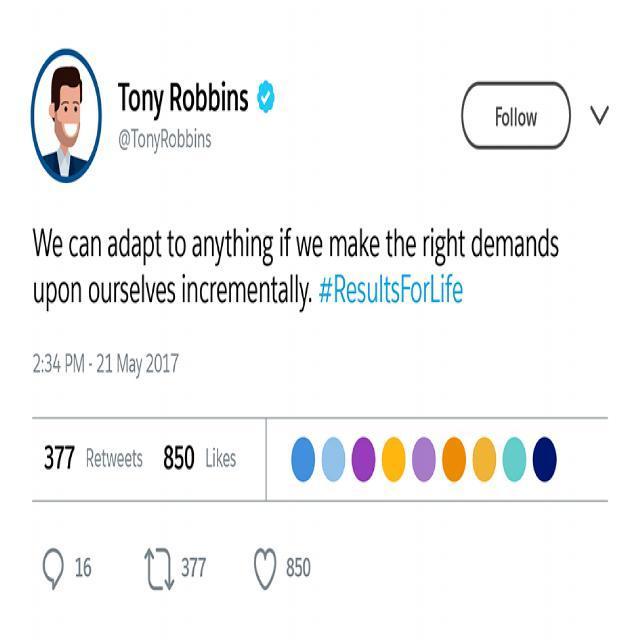 Tony Robbins
@TonyRobbins
Follow
We can adapt to anything if we make the right demands
upon ourselves incrementally. #ResultsForLife
2:34 PM - 21 May 2017
377 Retweets 850 Likes
16 377 850